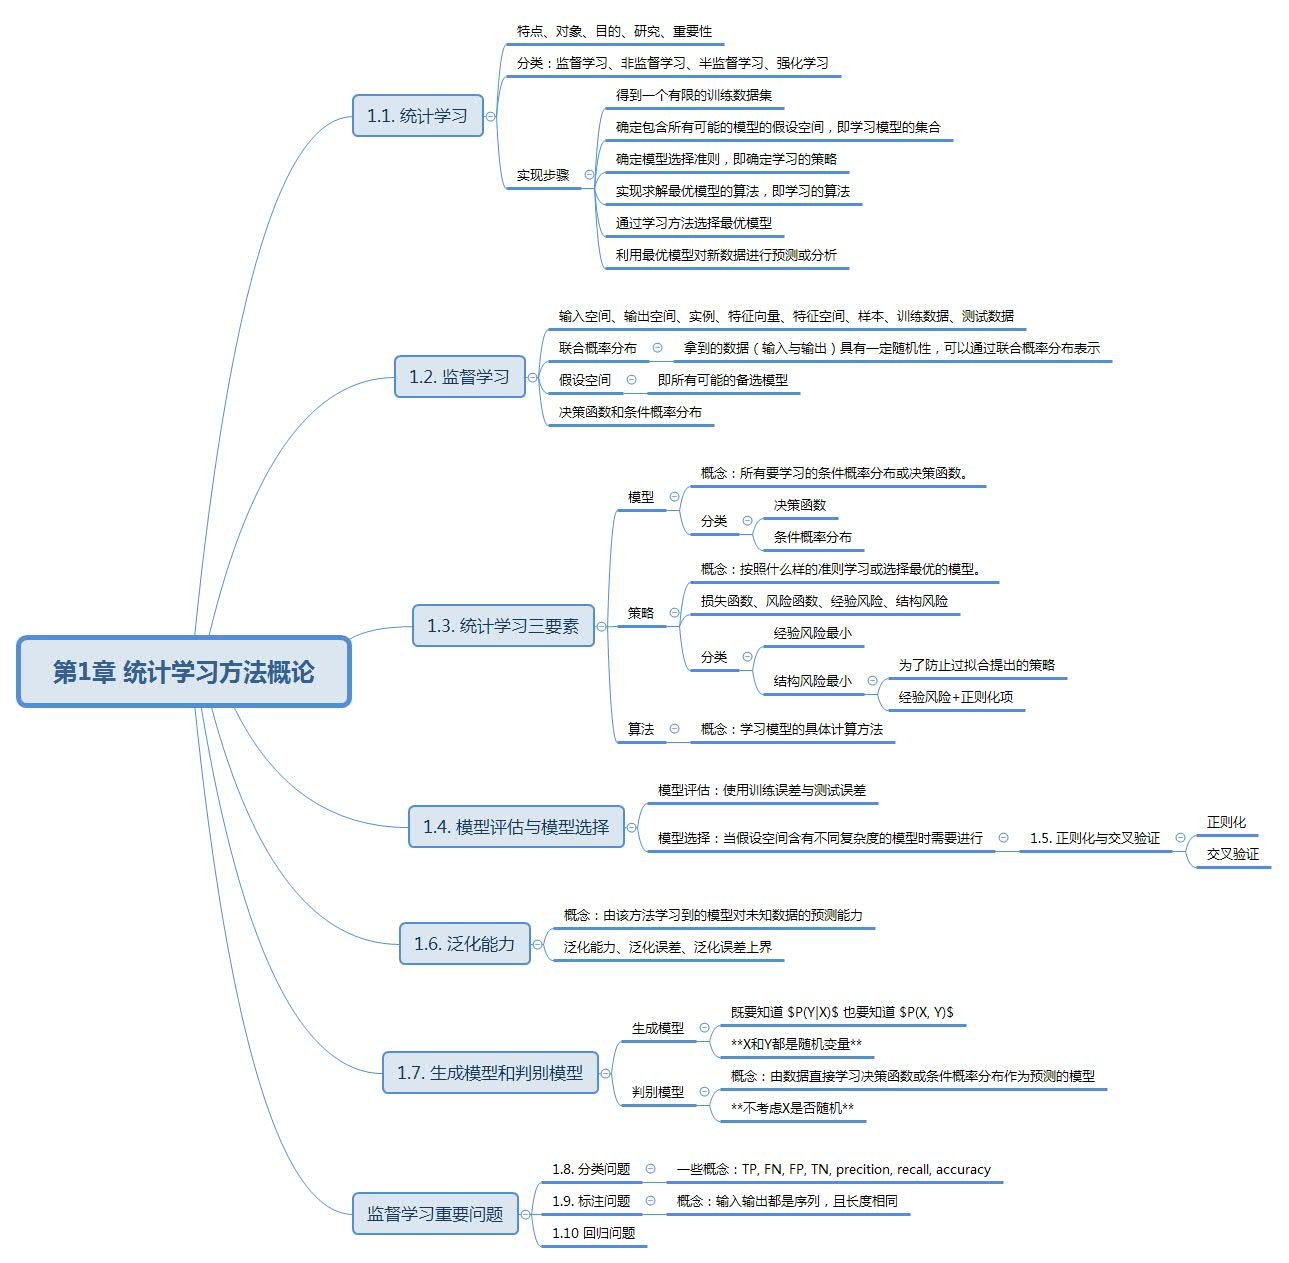 第1章 统计学习方法概论
1.1. 统计学习
特点、对象、目的、研究、重要性
分类：监督学习、非监督学习、半监督学习、强化学习
实现步骤
得到一个有限的训练数据集
确定包含所有可能的模型的假设空间，即学习模型的集合
确定模型选择准则，即确定学习的策略
实现求解最优模型的算法，即学习的算法
通过学习方法选择最优模型
利用最优模型对新数据进行预测或分析
1.2. 监督学习
输入空间、输出空间、实例、特征向量、特征空间、样本、训练数据、测试数据
联合概率分布
拿到的数据（输入与输出）具有一定随机性，可以通过联合概率分布表示
假设空间
即所有可能的备选模型
决策函数和条件概率分布
1.3. 统计学习三要素
模型
概念：所有要学习的条件概率分布或决策函数。
分类
决策函数
条件概率分布
策略
概念：按照什么样的准则学习或选择最优的模型。
损失函数、风险函数、经验风险、结构风险
分类
经验风险最小
结构风险最小
为了防止过拟合提出的策略
经验风险+正则化项
算法
概念：学习模型的具体计算方法
1.4. 模型评估与模型选择
模型评估：使用训练误差与测试误差
模型选择：当假设空间含有不同复杂度的模型时需要进行
1.5. 正则化与交叉验证
正则化
交叉验证
1.6. 泛化能力
概念：由该方法学习到的模型对未知数据的预测能力
泛化能力、泛化误差、泛化误差上界
1.7. 生成模型和判别模型
生成模型
既要知道 $P(Y|X)$ 也要知道 $P(X, Y)$
**X和Y都是随机变量**
判别模型
概念：由数据直接学习决策函数或条件概率分布作为预测的模型
**不考虑X是否随机**
监督学习重要问题
1.8. 分类问题
一些概念：TP, FN, FP, TN, precition, recall, accuracy
1.9. 标注问题
概念：输入输出都是序列，且长度相同
1.10 回归问题